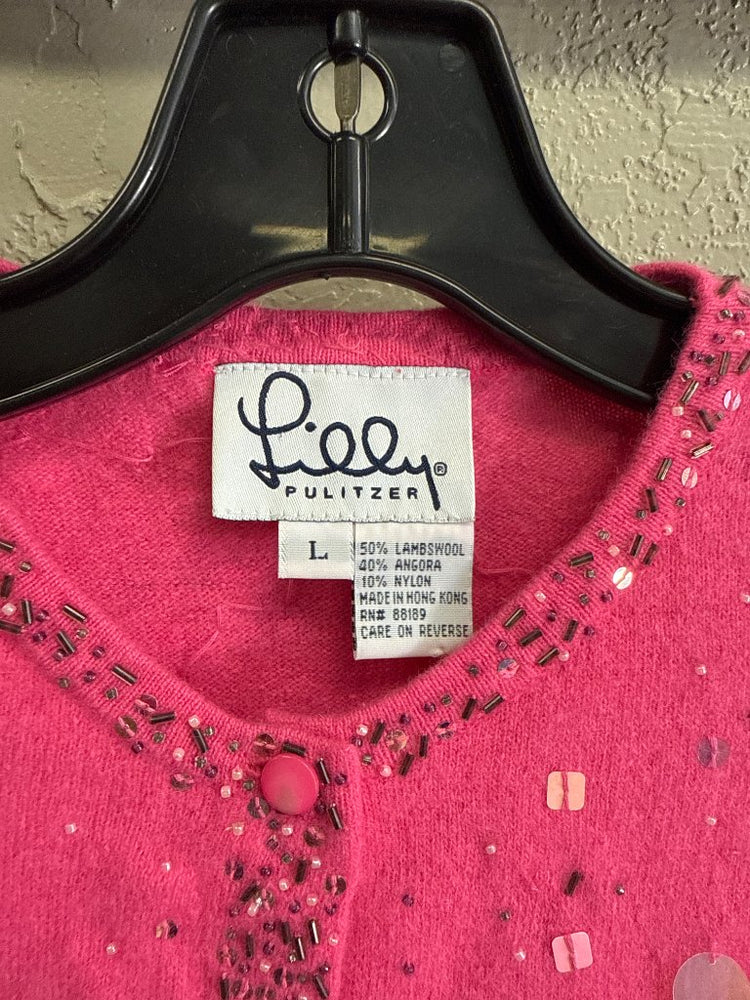 Lilly®
PULITZER
L
50% LAMBSWOOL
40% ANGORA
10% NYLON
MADE IN HONG KONG
RN# 88189
CARE ON REVERSE